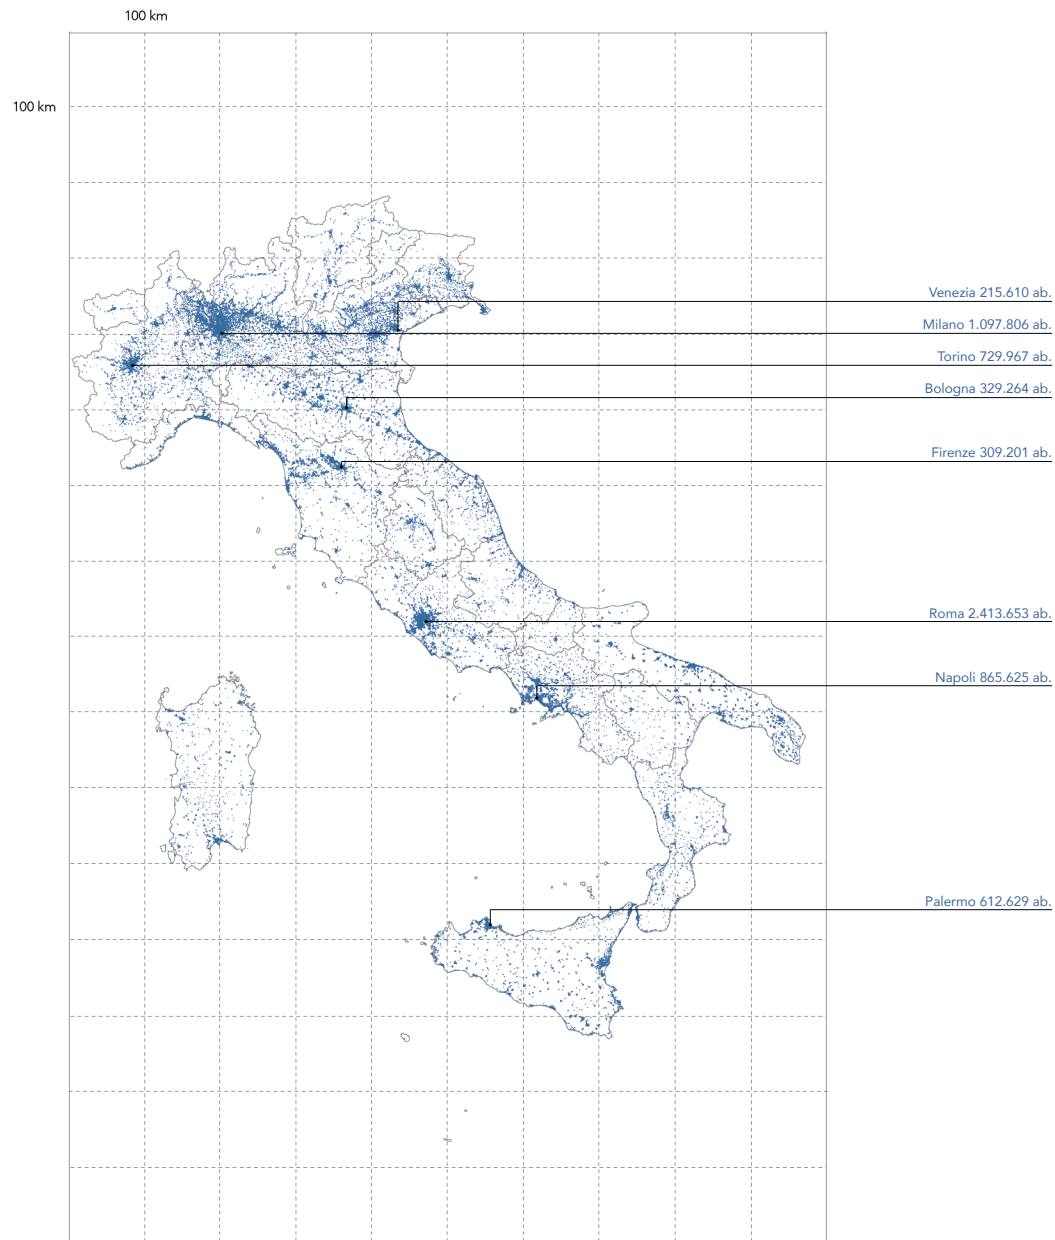 100 km
100 km
Venezia 215.610 ab.
Milano 1.097.806 ab.
Torino 729.967 ab.
Bologna 329.264 ab.
Firenze 309.201 ab.
Roma 2.413.653 ab.
Napoli 865.625 ab.
Palermo 612.629 ab.